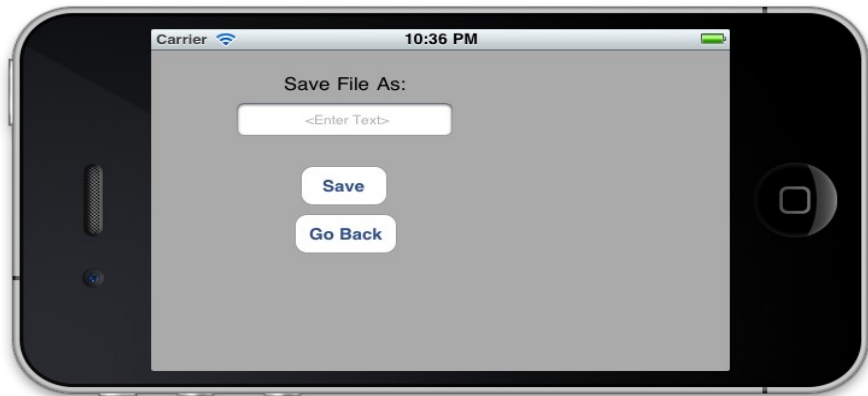 Carrier 10:36 PM
Save File As:
<Enter Text>
Save
Go Back